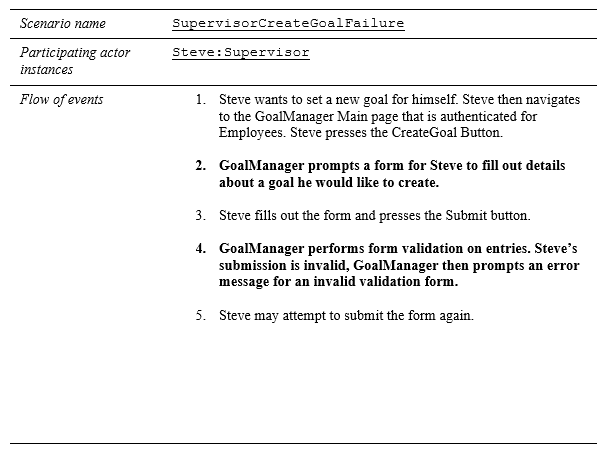 Scenario name SupervisorCreateGoalFailure
Participating actor Steve:Supervisor
instances
Flow of events 1. Steve wants to set a new goal for himself. Steve then navigates
to the GoalManager Main page that is authenticated for
Employees. Steve presses the CreateGoal Button.
2. GoalManager prompts a form for Steve to fill out details
about a goal he would like to create.
3. Steve fills out the form and presses the Submit button.
4. GoalManager performs form validation on entries. Steve’s
submission is invalid, GoalManager then prompts an error
message for an invalid validation form.
5. Steve may attempt to submit the form again.